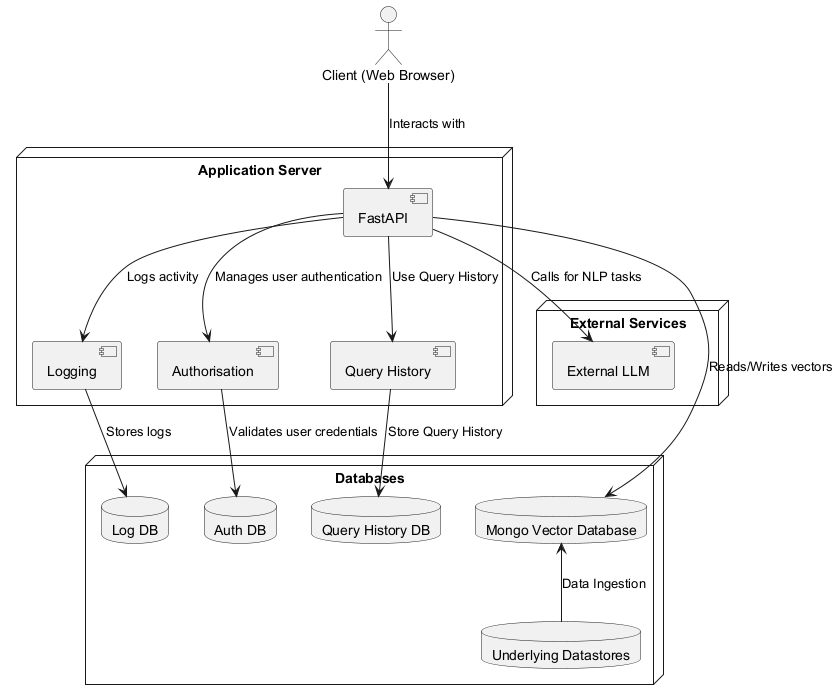 Client (Web Browser)
Interacts with
Application Server
FastAPI
Logs activity
Manages user authentication
Use Query History
Calls for NLP tasks
External Services
Logging
Authorisation
Query History
External LLM
Reads/Writes vectors
Stores logs
Validates user credentials
Store Query History
Databases
Log DB
Auth DB
Query History DB
Mongo Vector Database
Data Ingestion
Underlying Datastores